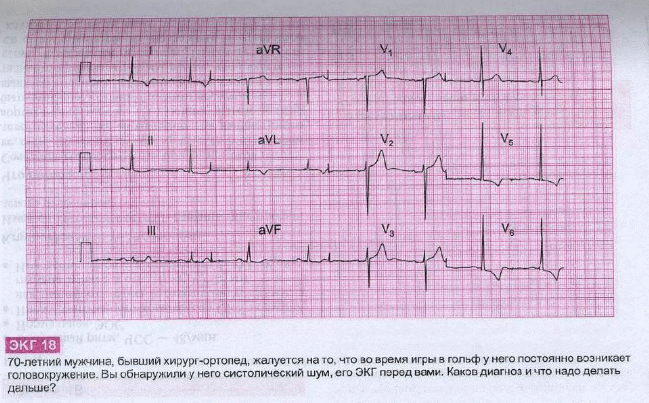 I aVR V₁ V₄
II aVL V₂ V₅
III aVF V₃ V₆
ЭКГ 18
70-летний мужчина, бывший хирург-ортопед, жалуется на то, что во время игры в гольф у него постоянно возникает
головокружение. Вы обнаружили у него систолический шум, его ЭКГ перед вами. Каков диагноз и что надо делать
дальше?